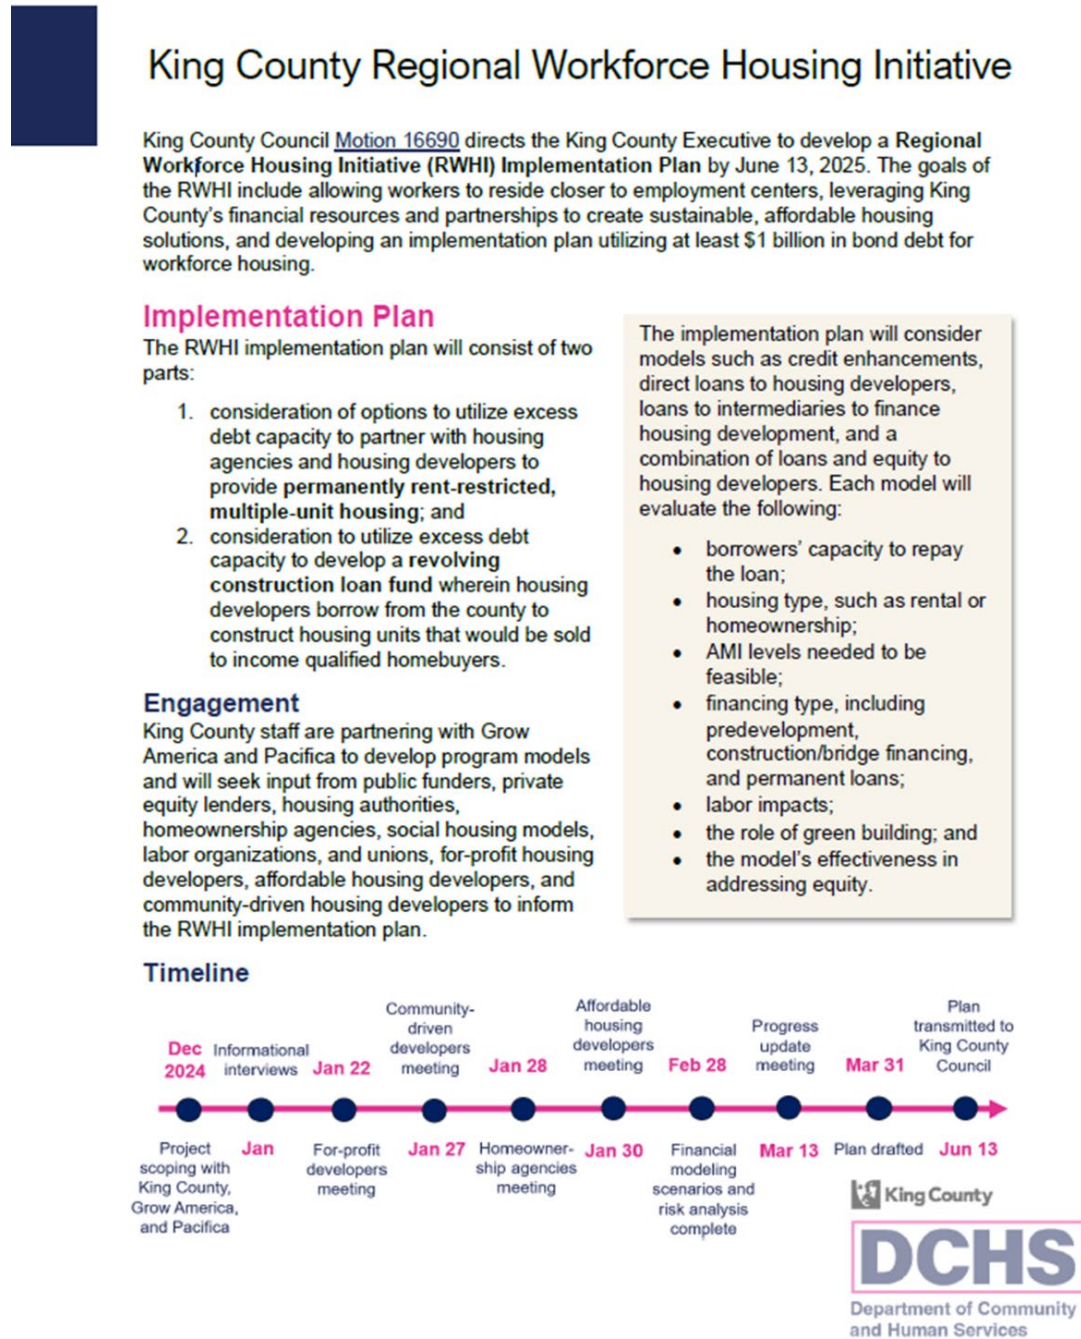 King County Regional Workforce Housing Initiative
King County Council Motion 16690 directs the King County Executive to develop a Regional
Workforce Housing Initiative (RWHI) Implementation Plan by June 13, 2025. The goals of
the RWHI include allowing workers to reside closer to employment centers, leveraging King
County's financial resources and partnerships to create sustainable, affordable housing
solutions, and developing an implementation plan utilizing at least $1 billion in bond debt for
workforce housing.
Implementation Plan
The RWHI implementation plan will consist of two
parts:
1. consideration of options to utilize excess
debt capacity to partner with housing
agencies and housing developers to
provide permanently rent-restricted,
multiple-unit housing; and
2. consideration to utilize excess debt
capacity to develop a revolving
construction loan fund wherein housing
developers borrow from the county to
construct housing units that would be sold
to income qualified homebuyers.
Engagement
King County staff are partnering with Grow
America and Pacifica to develop program models
and will seek input from public funders, private
equity lenders, housing authorities,
homeownership agencies, social housing models,
labor organizations, and unions, for-profit housing
developers, affordable housing developers, and
community-driven housing developers to inform
the RWHI implementation plan.
The implementation plan will consider
models such as credit enhancements,
direct loans to housing developers,
loans to intermediaries to finance
housing development, and a
combination of loans and equity to
housing developers. Each model will
evaluate the following:
• borrowers' capacity to repay
the loan;
• housing type, such as rental or
homeownership;
• AMI levels needed to be
feasible;
• financing type, including
predevelopment,
construction/bridge financing,
and permanent loans;
• labor impacts;
• the role of green building; and
• the model's effectiveness in
addressing equity.
Timeline
Dec
2024
Project
scoping with
King County,
Grow America,
and Pacifica
Informational
interviews
Jan
Jan 22
For-profit
developers
meeting
Community-
driven
developers
meeting
Jan 27
Jan 28
Homeowner-
ship agencies
meeting
Affordable
housing
developers
meeting
Jan 30
Feb 28
Financial
modeling
scenarios and
risk analysis
complete
Progress
update
meeting
Mar 13
Mar 31
Plan drafted
Plan
transmitted to
King County
Council
Jun 13
King County
DCHS
Department of Community
and Human Services